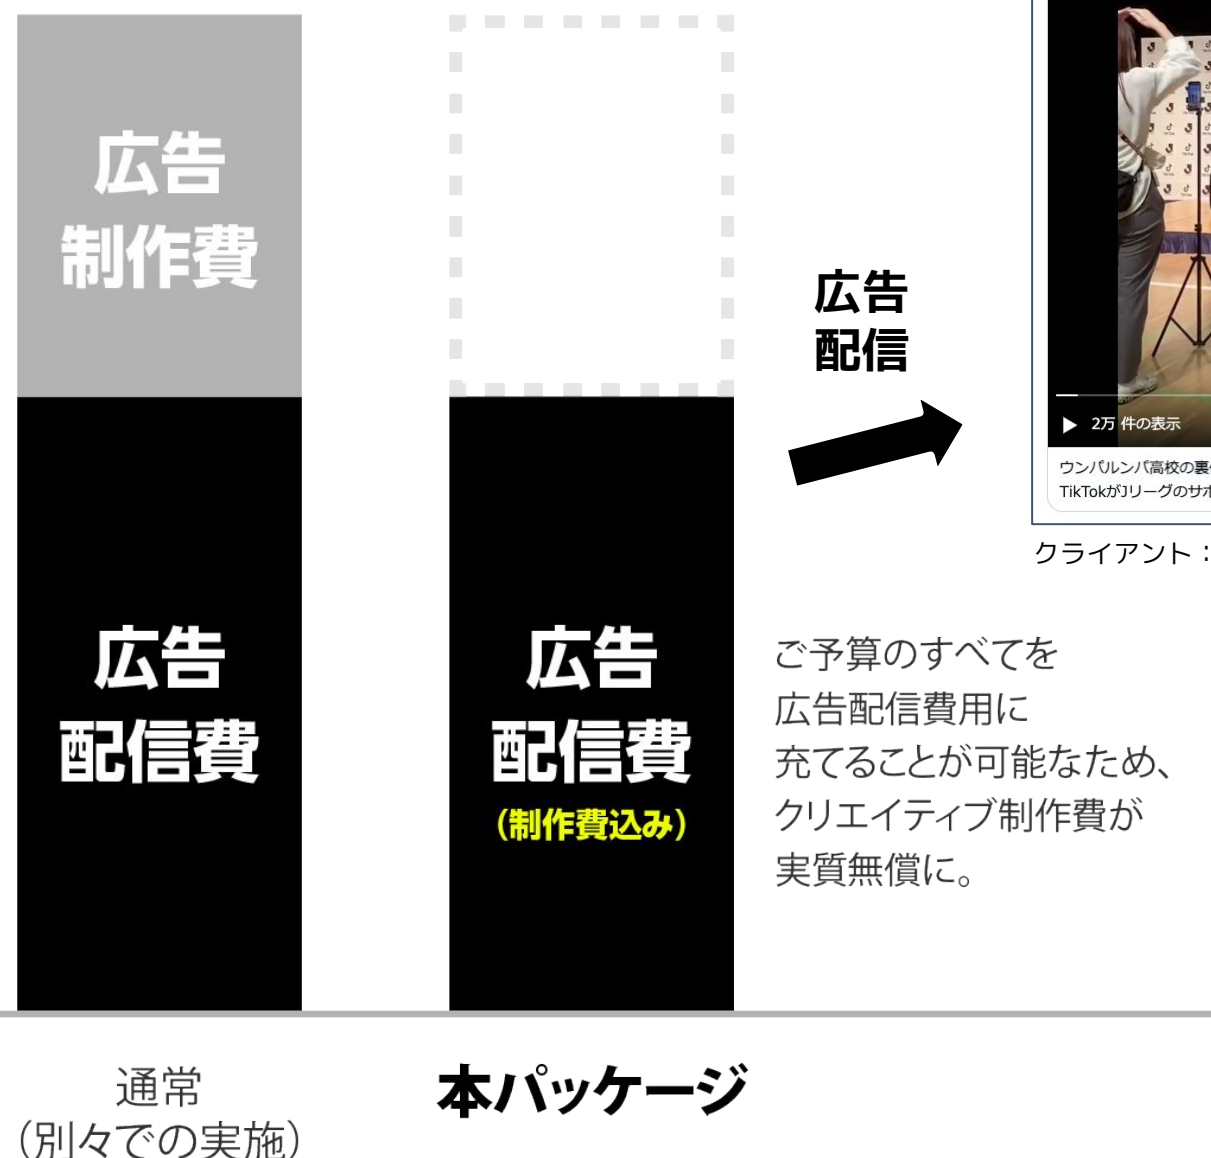 広告
制作費
広告
配信費
広告
配信費
（制作費込み）
広告
配信
2万 件の表示
ウンパルンパ高校の裏
TikTokがJリーグのサ
クライアント：
ご予算のすべてを
広告配信費用に
充てることが可能なため、
クリエイティブ制作費が
実質無償に。
通常
（別々での実施）
本パッケージ